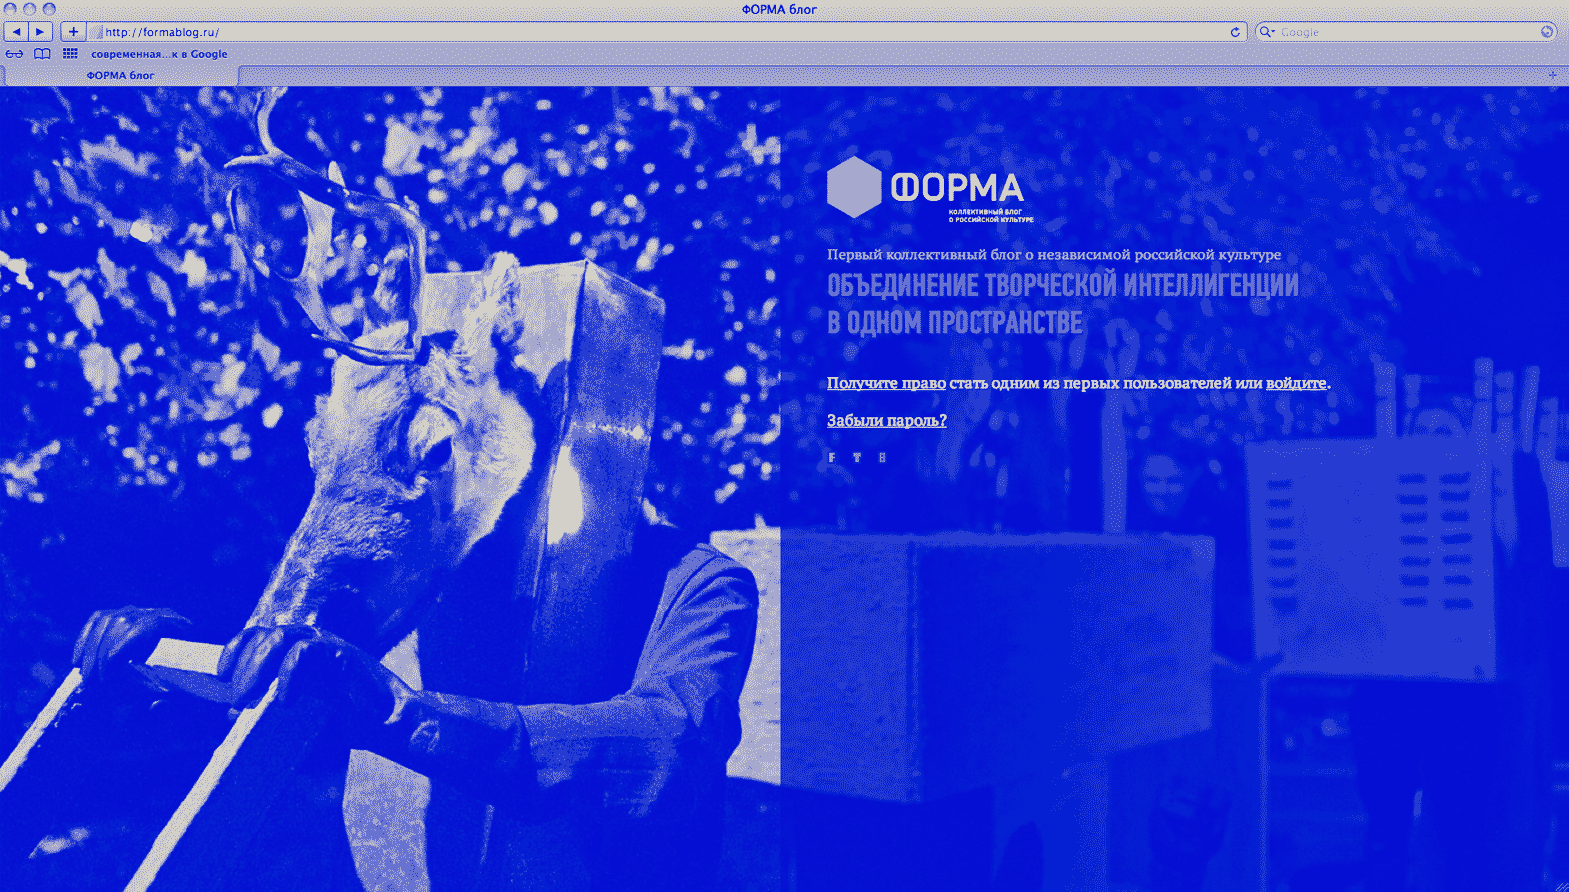 ФОРМА блог
http://formablog.ru/
Google
современная...к в Google
ФОРМА блог
ФОРМА
КОЛЛЕКТИВНЫЙ БЛОГ
О РОССИЙСКОЙ КУЛЬТУРЕ
Первый коллективный блог о независимой российской культуре
ОБЪЕДИНЕНИЕ ТВОРЧЕСКОЙ ИНТЕЛЛИГЕНЦИИ
В ОДНОМ ПРОСТРАНСТВЕ
Получите право стать одним из первых пользователей или войдите.
Забыли пароль?
F T B